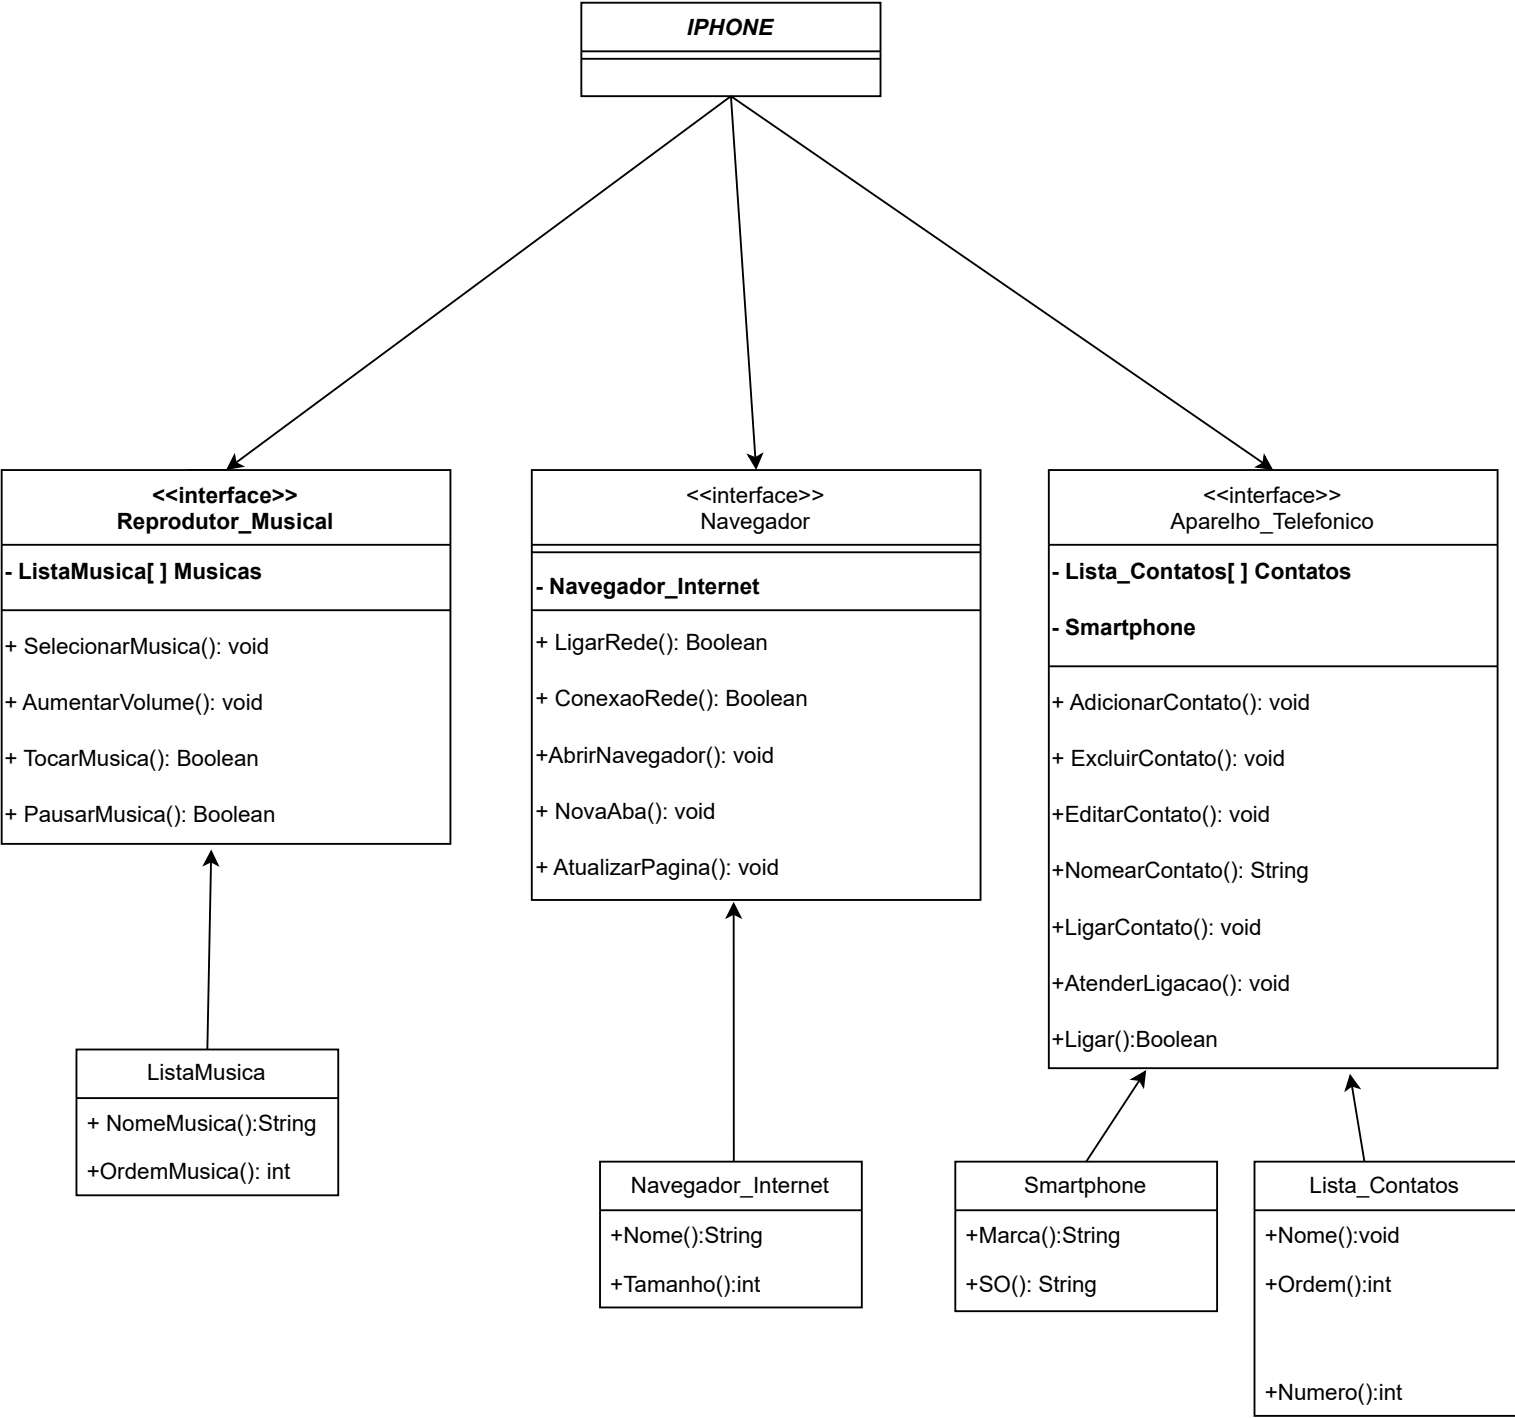 IPHONE
<<interface>>
Reprodutor_Musical
- ListaMusica[ ] Musicas
+ SelecionarMusica(): void
+ AumentarVolume(): void
+ TocarMusica(): Boolean
+ PausarMusica(): Boolean
<<interface>>
Navegador
- Navegador_Internet
+ LigarRede(): Boolean
+ ConexaoRede(): Boolean
+AbrirNavegador(): void
+ NovaAba(): void
+ AtualizarPagina(): void
<<interface>>
Aparelho_Telefonico
- Lista_Contatos[ ] Contatos
- Smartphone
+ AdicionarContato(): void
+ ExcluirContato(): void
+EditarContato(): void
+NomearContato(): String
+LigarContato(): void
+AtenderLigacao(): void
+Ligar():Boolean
ListaMusica
+ NomeMusica():String
+OrdemMusica(): int
Navegador_Internet
+Nome():String
+Tamanho():int
Smartphone
+Marca():String
+SO(): String
Lista_Contatos
+Nome():void
+Ordem():int
+Numero():int